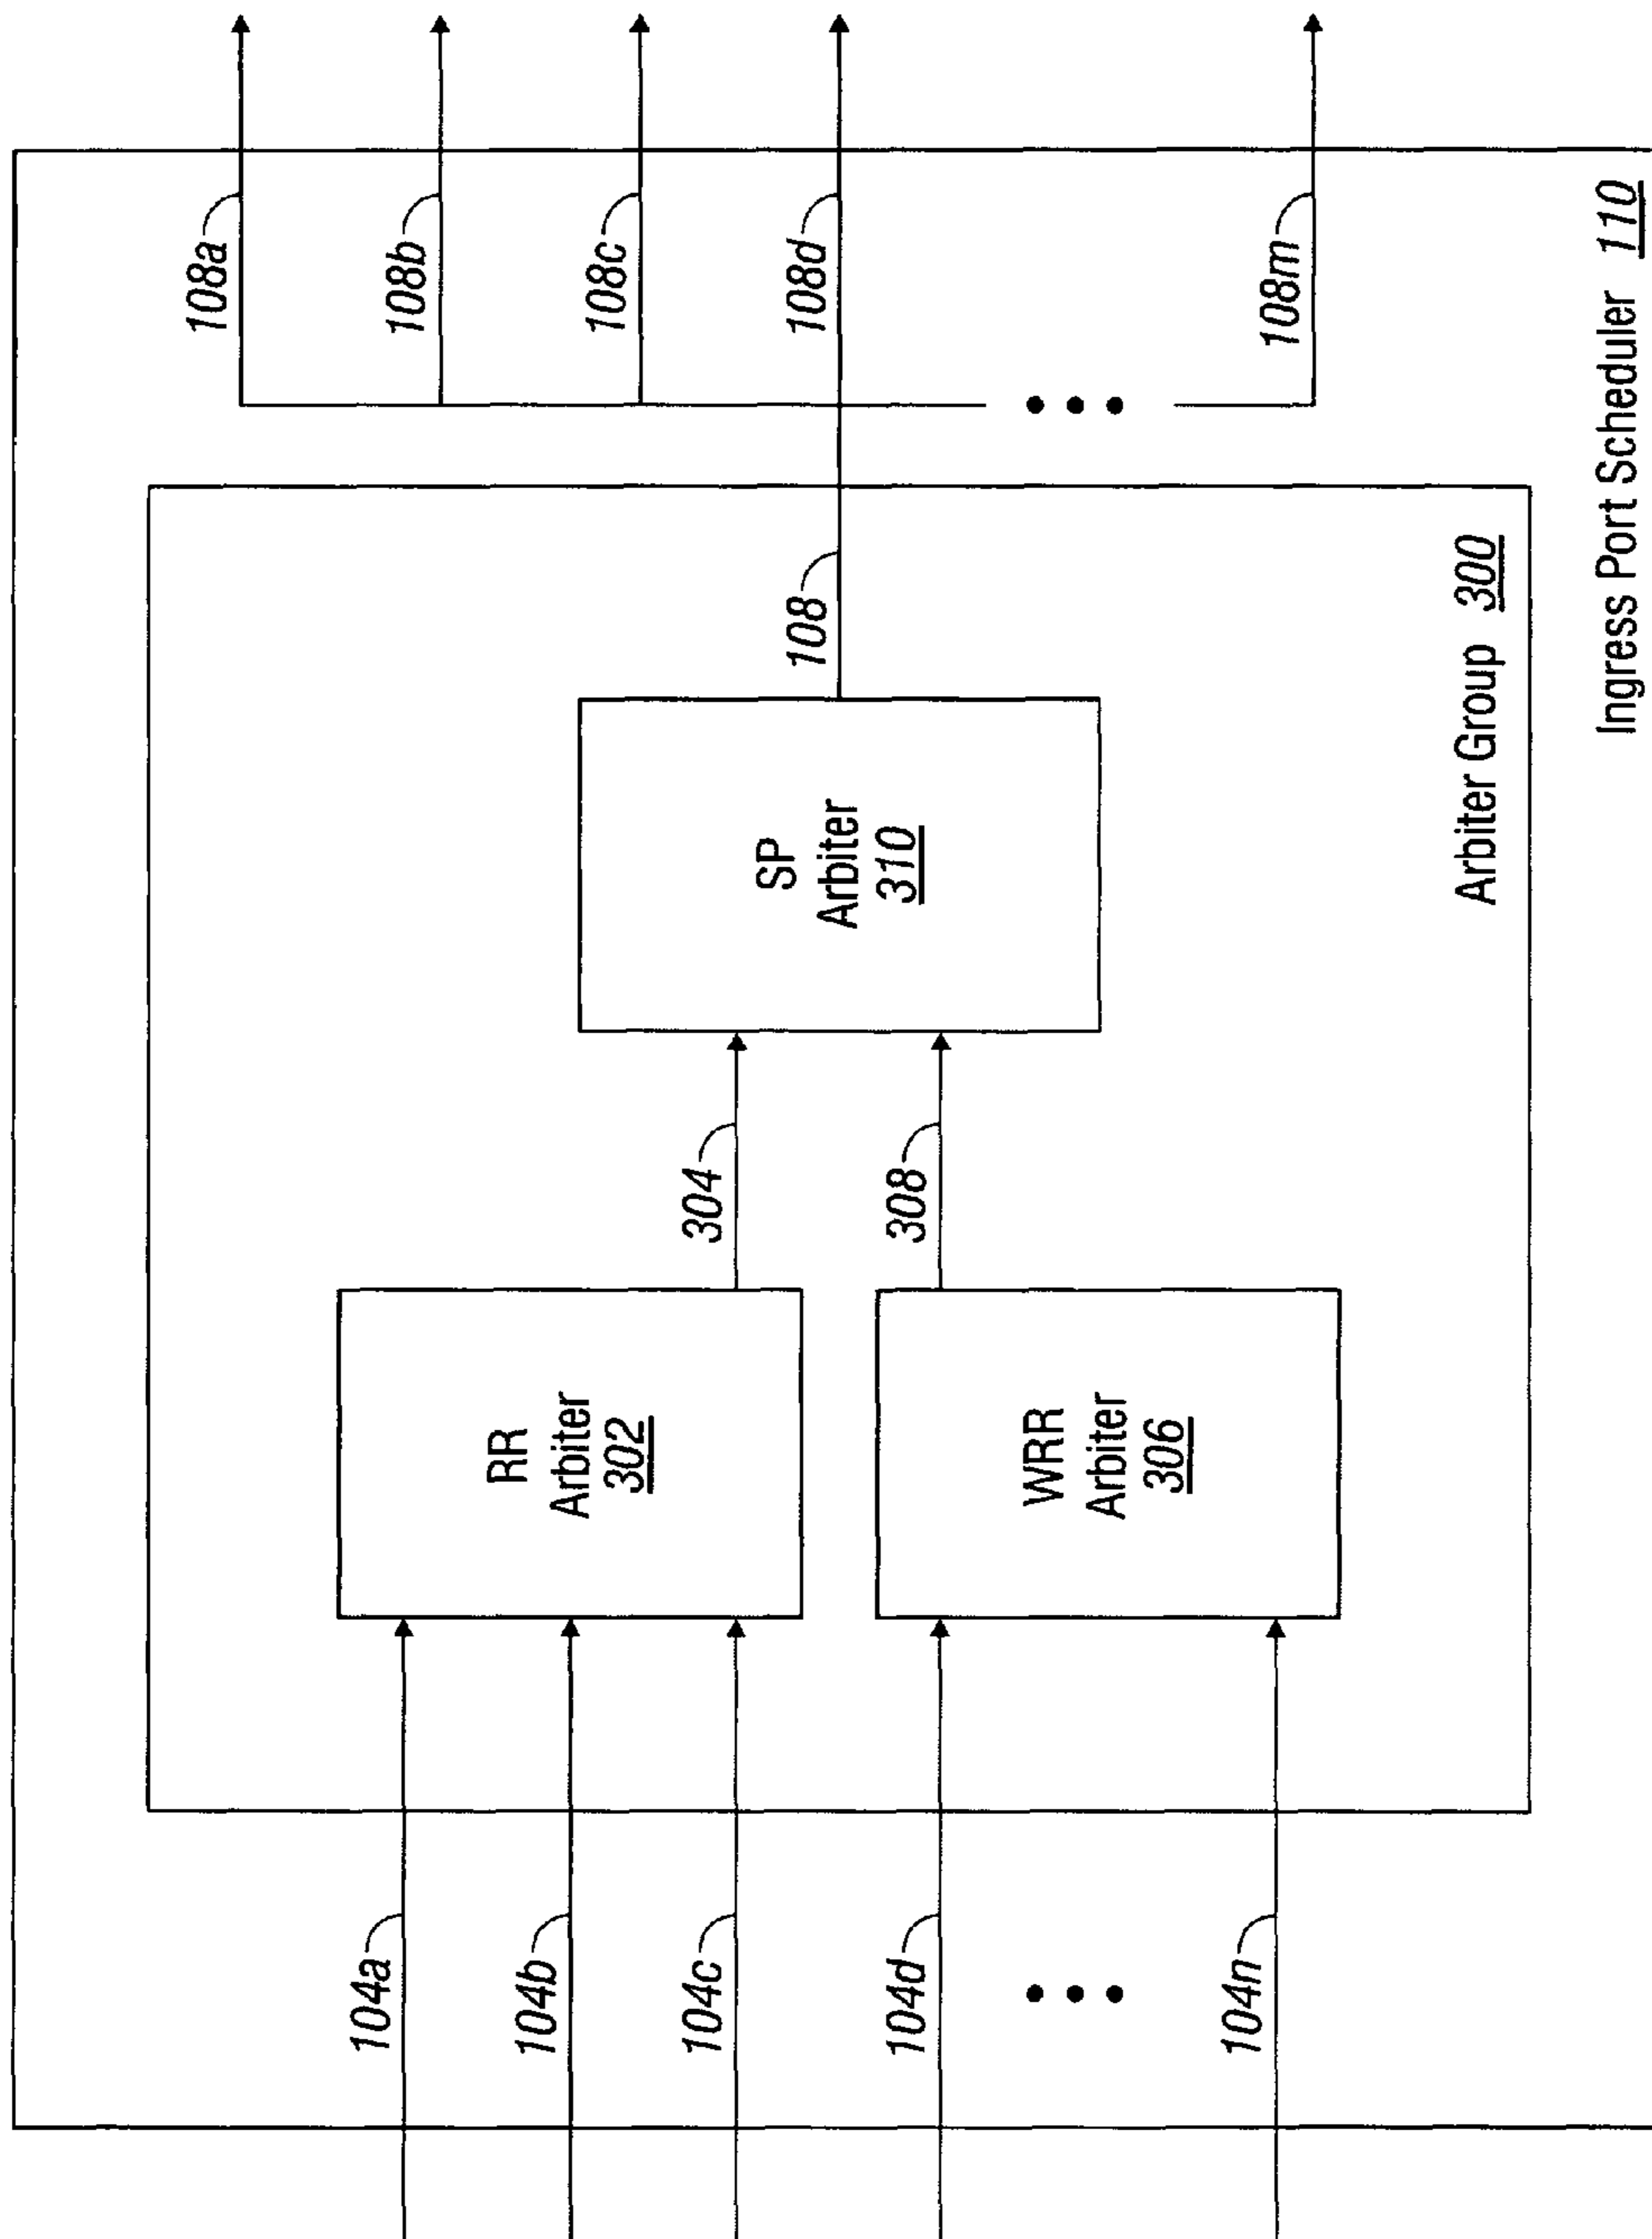 104a
104b
104c
104d
104n
RR
Arbiter
302
WRR
Arbiter
306
304
308
SP
Arbiter
310
108
108a
108b
108c
108d
108m
Arbiter Group 300
Ingress Port Scheduler 110